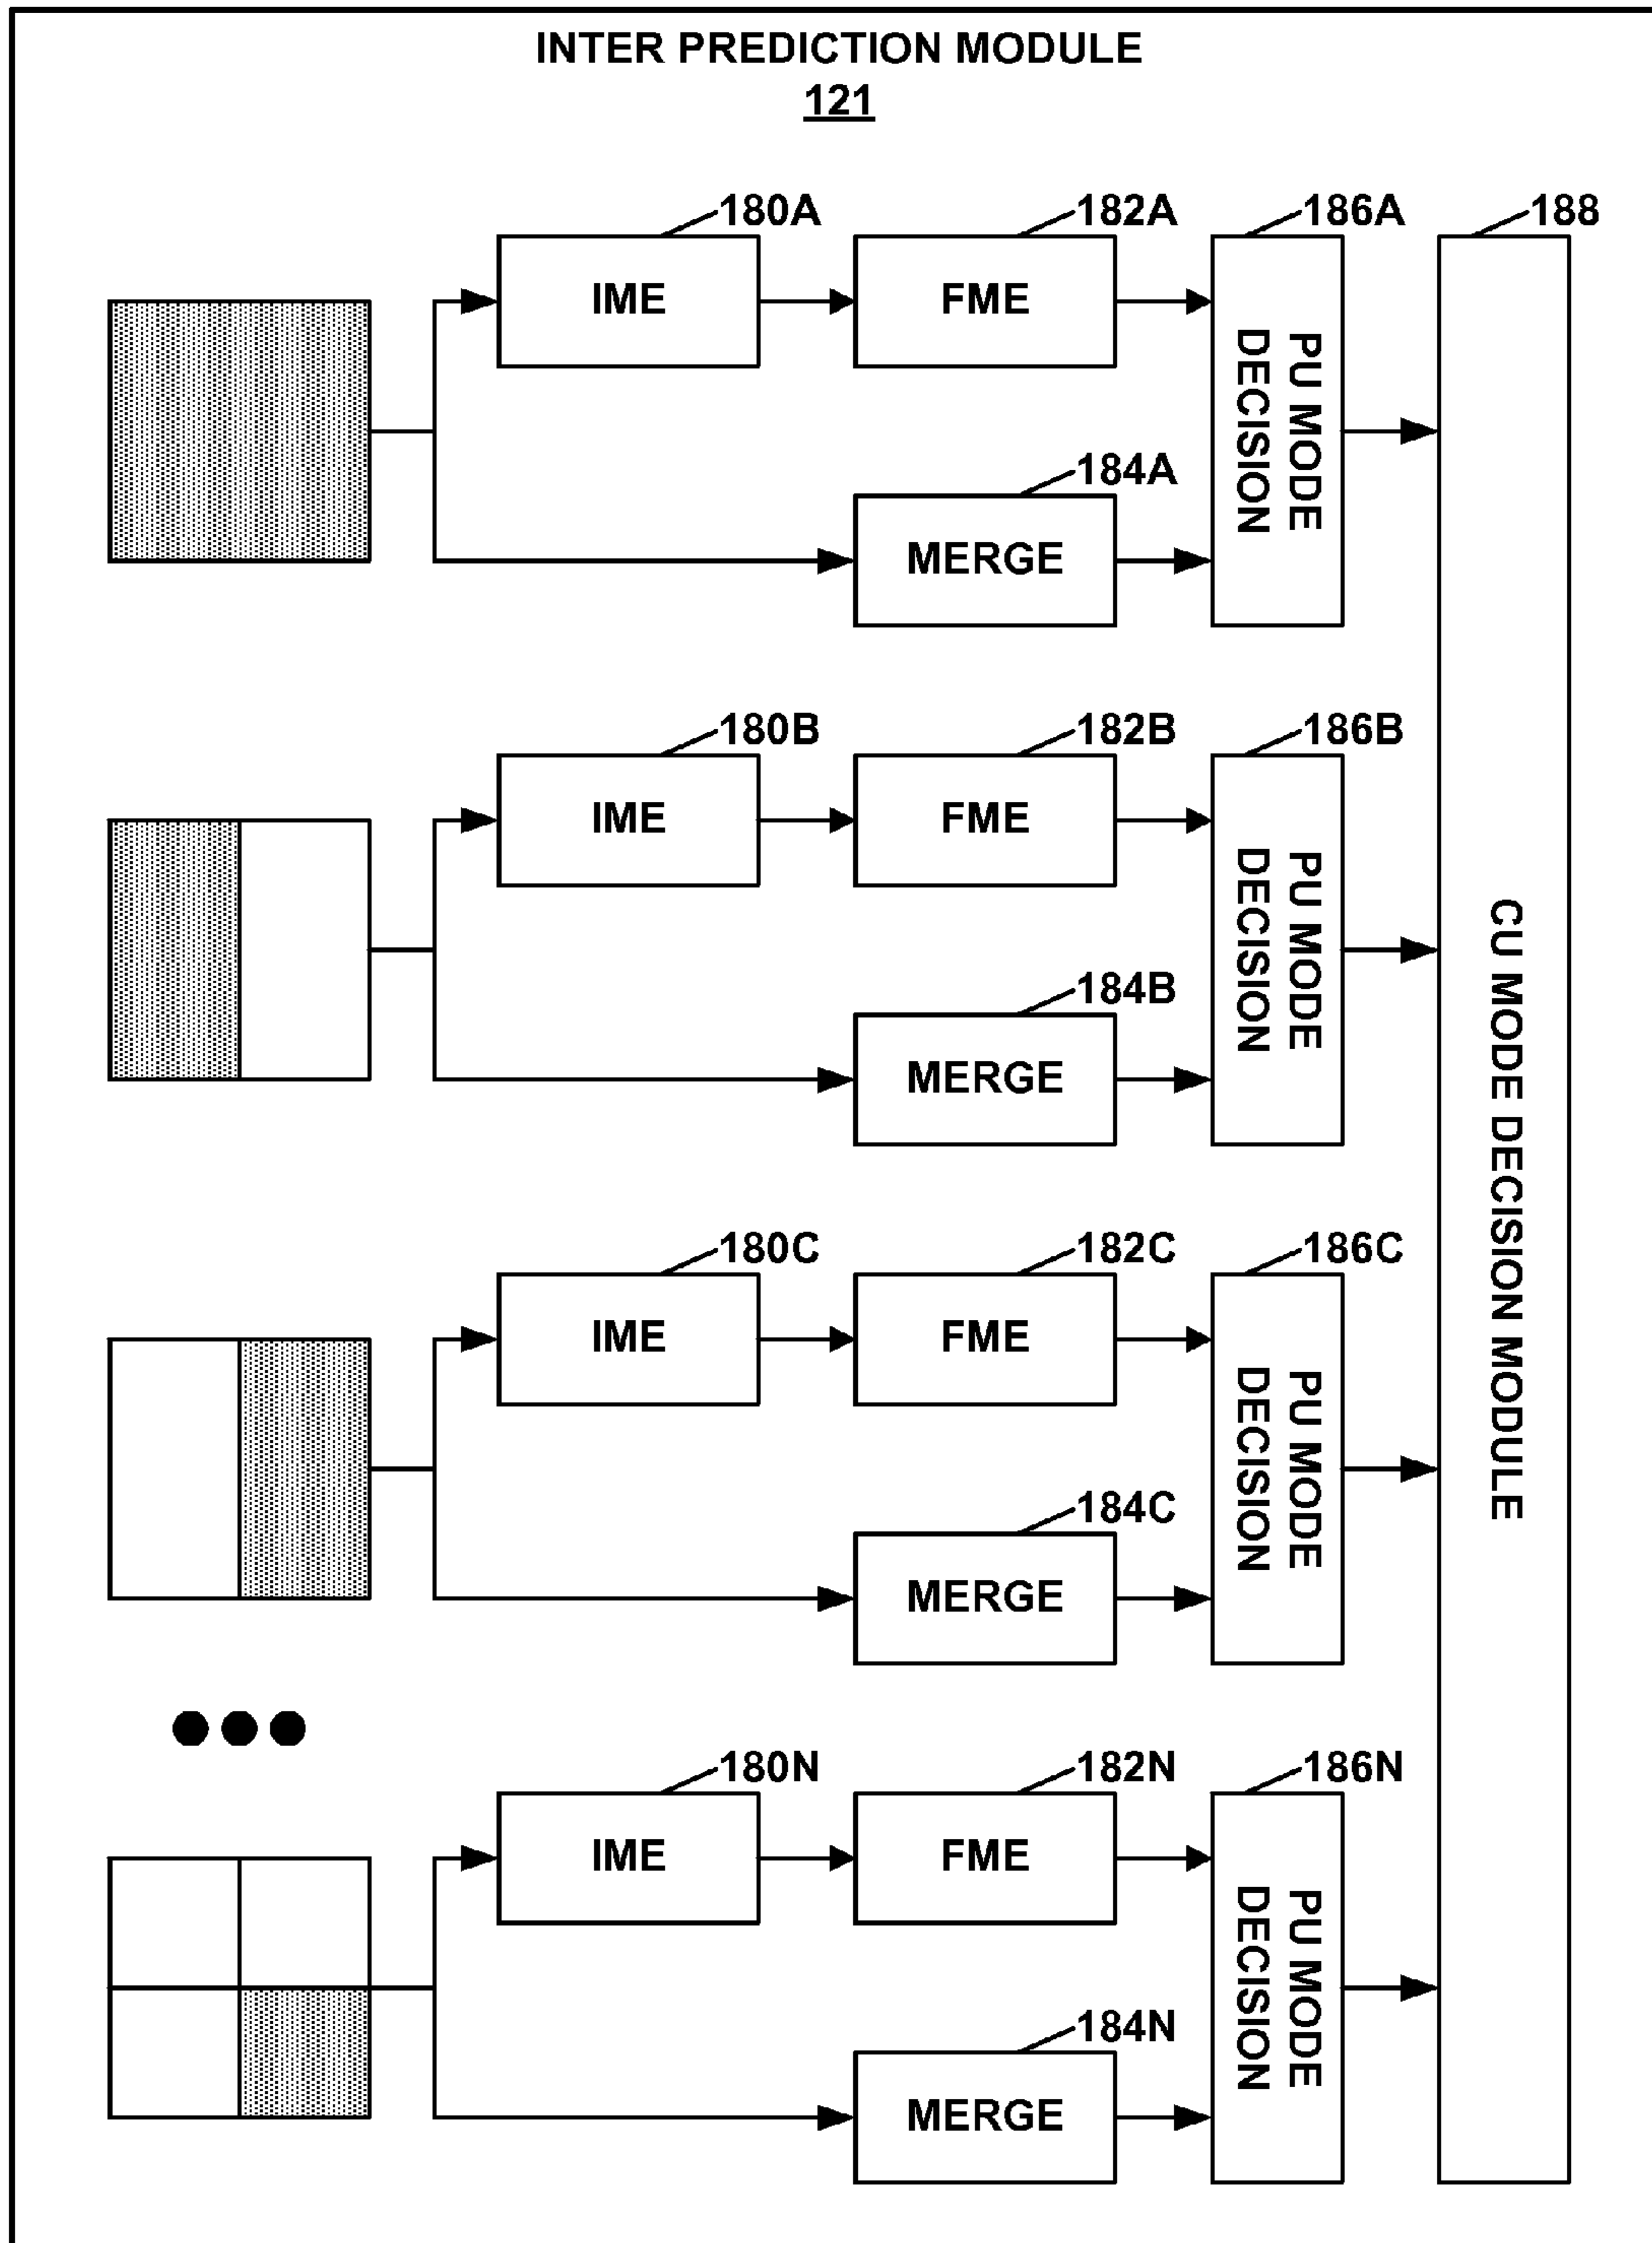 INTER PREDICTION MODULE
121
180A
182A
186A
188
IME
FME
PU MODE
DECISION
184A
MERGE
180B
182B
186B
IME
FME
PU MODE
DECISION
184B
MERGE
CU MODE DECISION MODULE
180C
182C
186C
IME
FME
PU MODE
DECISION
184C
MERGE
180N
182N
186N
IME
FME
PU MODE
DECISION
184N
MERGE